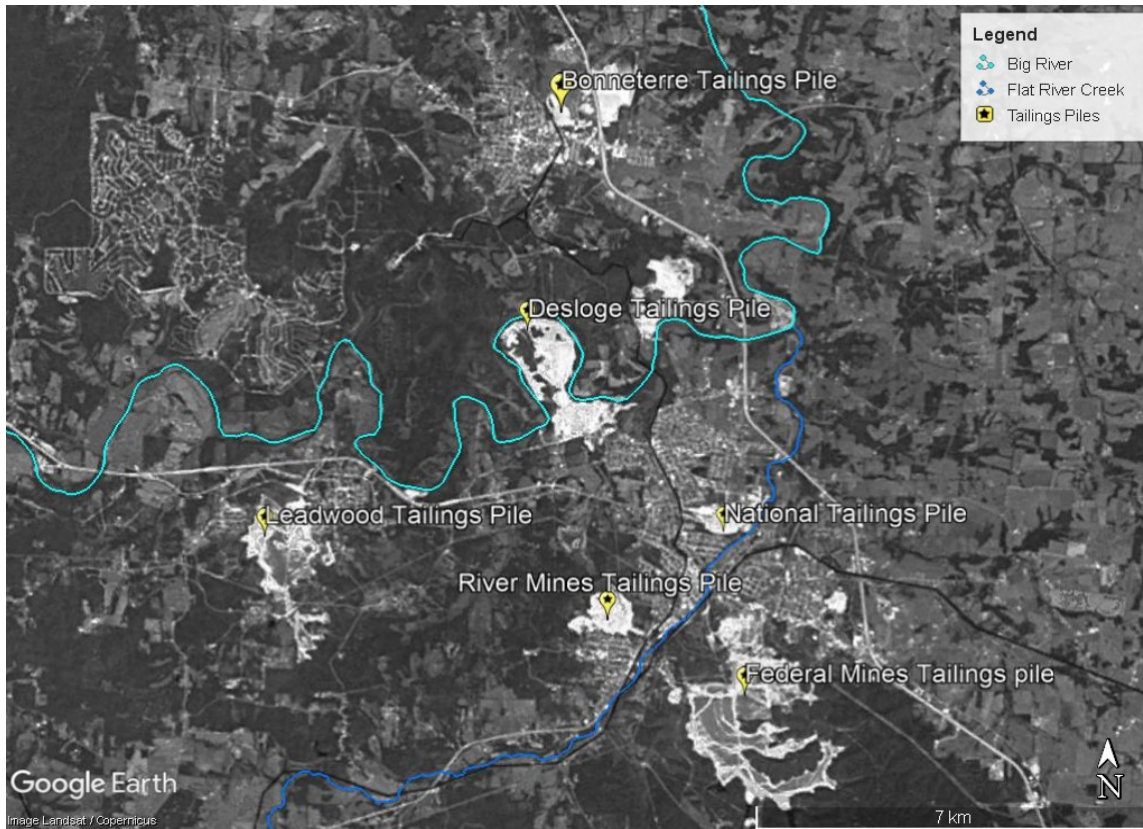 Legend
Big River
Flat River Creek
Tailings Piles
Bonneterre Tailings Pile
Desloge Tailings Pile
Leadwood Tailings Pile
National Tailings Pile
River Mines Tailings Pile
Federal Mines Tailings pile
Google Earth
N
7 km
Image Landsat / Copernicus